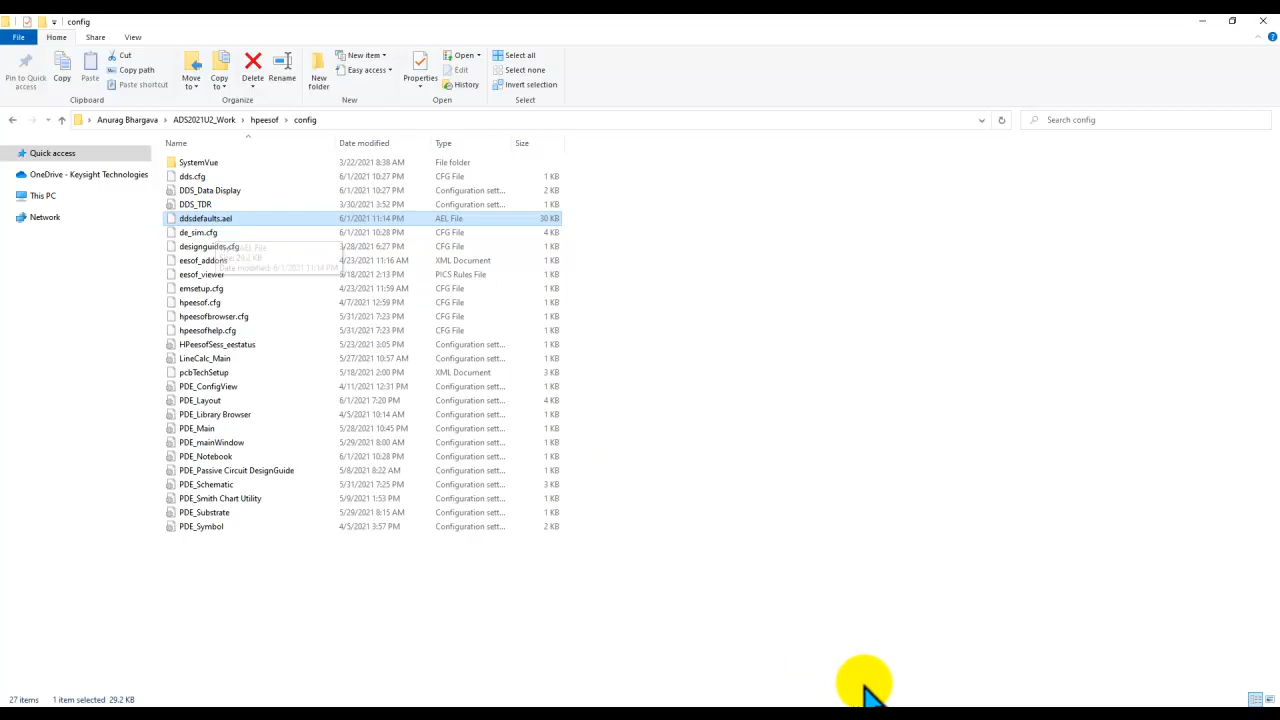 config
File Home Share View
Pin to Quick access
Copy
Paste
Cut
Copy path
Paste shortcut
Clipboard
Move to
Copy to
Delete
Rename
Organize
New folder
New item
Easy access
New
Properties
Open
Edit
History
Open
Select all
Select none
Invert selection
Select
Anurag Bhargava > ADS2021U2_Work > hpeesof > config
Search config
Quick access
OneDrive - Keysight Technologies
This PC
Network
Name Date modified Type Size
SystemVue 3/22/2021 8:38 AM File folder
dds.cfg 6/1/2021 10:27 PM CFG File 1 KB
DDS_Data Display 6/1/2021 10:27 PM Configuration sett... 2 KB
DDS_TDR 3/30/2021 3:52 PM Configuration sett... 1 KB
ddsdefaults.ael 6/1/2021 11:14 PM AEL File 30 KB
de_sim.cfg 6/1/2021 10:28 PM CFG File 4 KB
designguides.cfg 3/28/2021 6:27 PM CFG File 1 KB
eesof_addons 4/23/2021 11:16 AM XML Document 1 KB
eesof_viewer 3/18/2021 2:13 PM PICS Rules File 1 KB
emsetup.cfg 4/23/2021 11:59 AM CFG File 1 KB
hpeesof.cfg 4/7/2021 12:59 PM CFG File 1 KB
hpeesofbrowser.cfg 5/31/2021 7:23 PM CFG File 1 KB
hpeesofhelp.cfg 5/31/2021 7:23 PM CFG File 1 KB
HPeesofSess_eestatus 5/23/2021 3:05 PM Configuration sett... 1 KB
LineCalc_Main 5/27/2021 10:57 AM Configuration sett... 1 KB
pcbTechSetup 5/18/2021 2:00 PM XML Document 3 KB
PDE_ConfigView 4/11/2021 12:31 PM Configuration sett... 1 KB
PDE_Layout 6/1/2021 7:20 PM Configuration sett... 4 KB
PDE_Library Browser 4/5/2021 10:14 AM Configuration sett... 1 KB
PDE_Main 5/28/2021 10:45 PM Configuration sett... 1 KB
PDE_mainWindow 5/29/2021 8:00 AM Configuration sett... 1 KB
PDE_Notebook 6/1/2021 10:28 PM Configuration sett... 1 KB
PDE_Passive Circuit DesignGuide 5/8/2021 8:22 AM Configuration sett... 1 KB
PDE_Schematic 5/31/2021 7:25 PM Configuration sett... 3 KB
PDE_Smith Chart Utility 5/9/2021 1:53 PM Configuration sett... 1 KB
PDE_Substrate 5/29/2021 8:15 AM Configuration sett... 1 KB
PDE_Symbol 4/5/2021 3:57 PM Configuration sett... 2 KB
AEL File
Size: 29.2 KB
Date modified: 6/1/2021 11:14 PM
27 items 1 item selected 29.2 KB